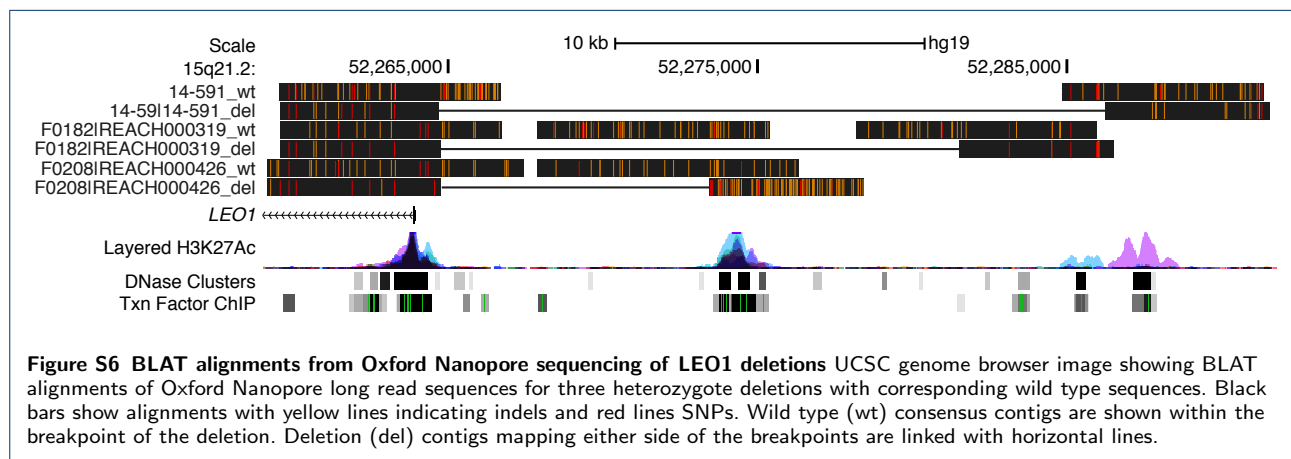 Scale 10 kb hg19
15q21.2: 52,265,000 52,275,000 52,285,000
14-591_wt
14-59|14-591_del
F0182|REACH000319_wt
F0182|REACH000319_del
F0208|REACH000426_wt
F0208|REACH000426_del
LEO1
Layered H3K27Ac
DNase Clusters
Txn Factor ChIP
Figure S6 BLAT alignments from Oxford Nanopore sequencing of LEO1 deletions UCSC genome browser image showing BLAT
alignments of Oxford Nanopore long read sequences for three heterozygote deletions with corresponding wild type sequences. Black
bars show alignments with yellow lines indicating indels and red lines SNPs. Wild type (wt) consensus contigs are shown within the
breakpoint of the deletion. Deletion (del) contigs mapping either side of the breakpoints are linked with horizontal lines.